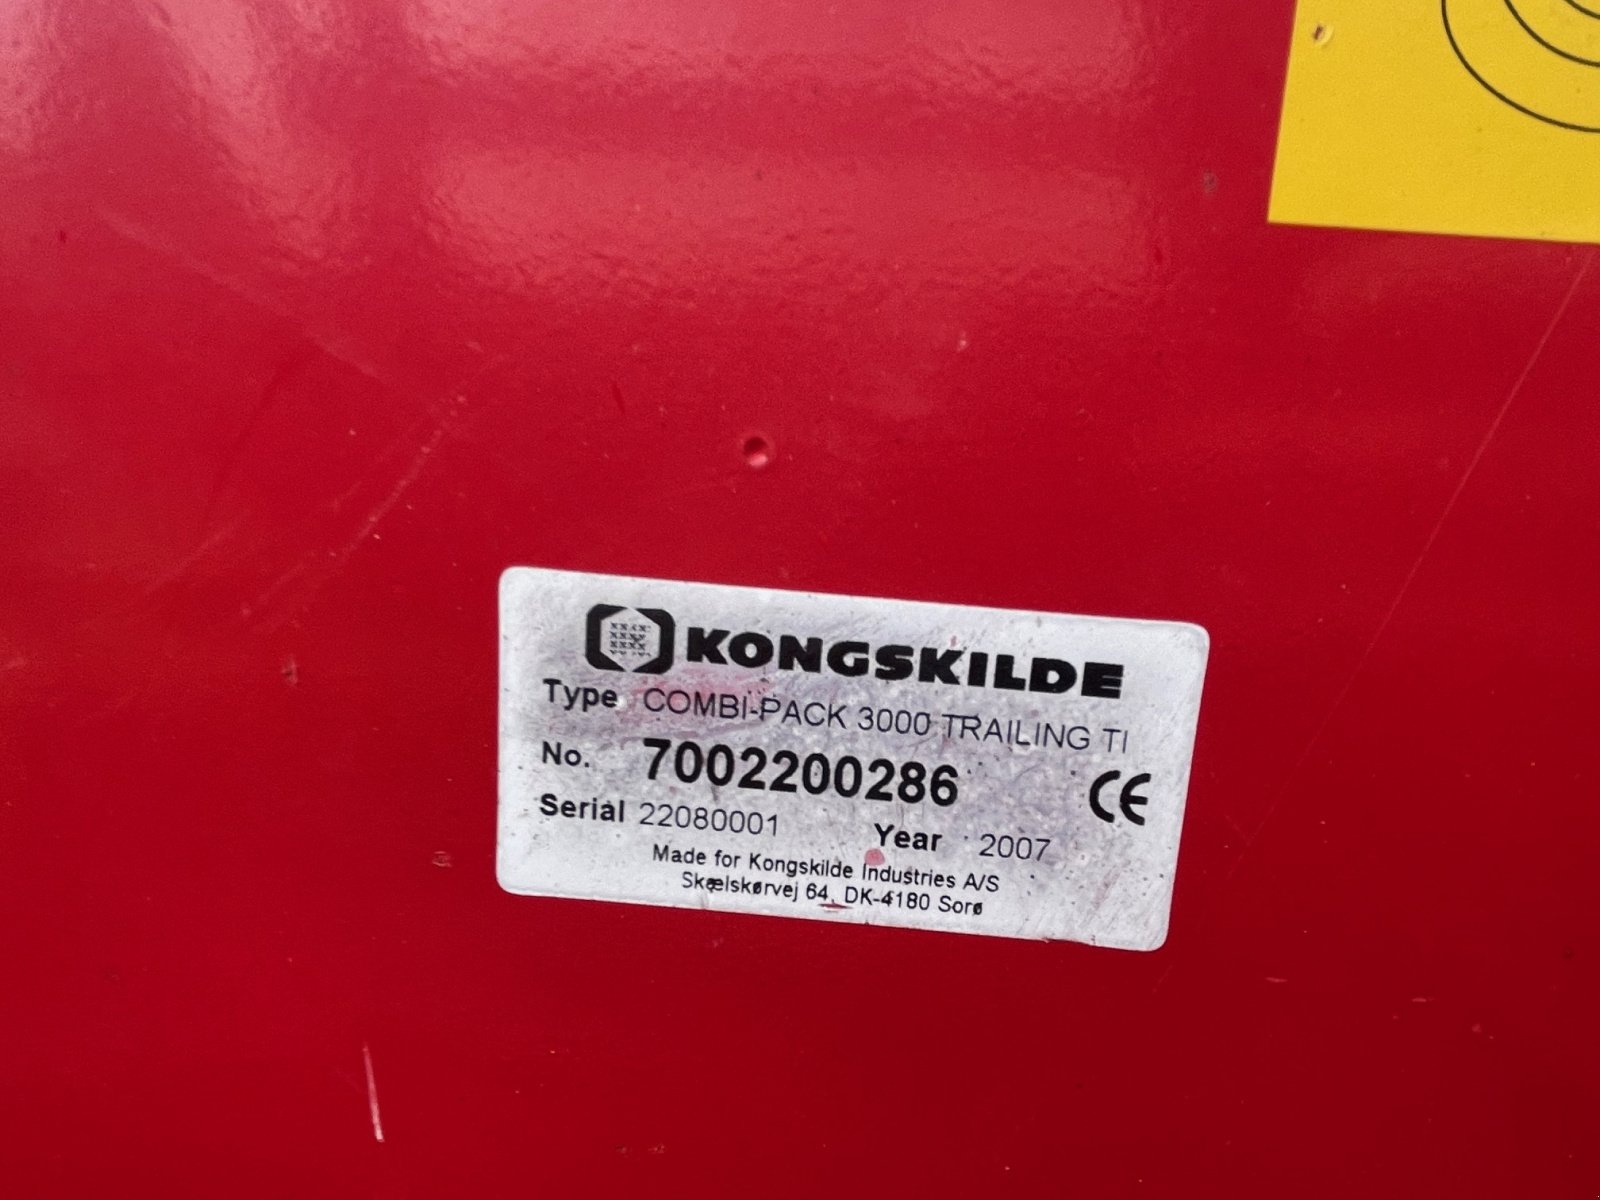 KONGSKILDE
Type COMBI-PACK 3000 TRAILING TI
No. 7002200286
CE
Serial 22080001 Year 2007
Made for Kongskilde Industries A/S
Skælskørvej 64, DK-4180 Sorø